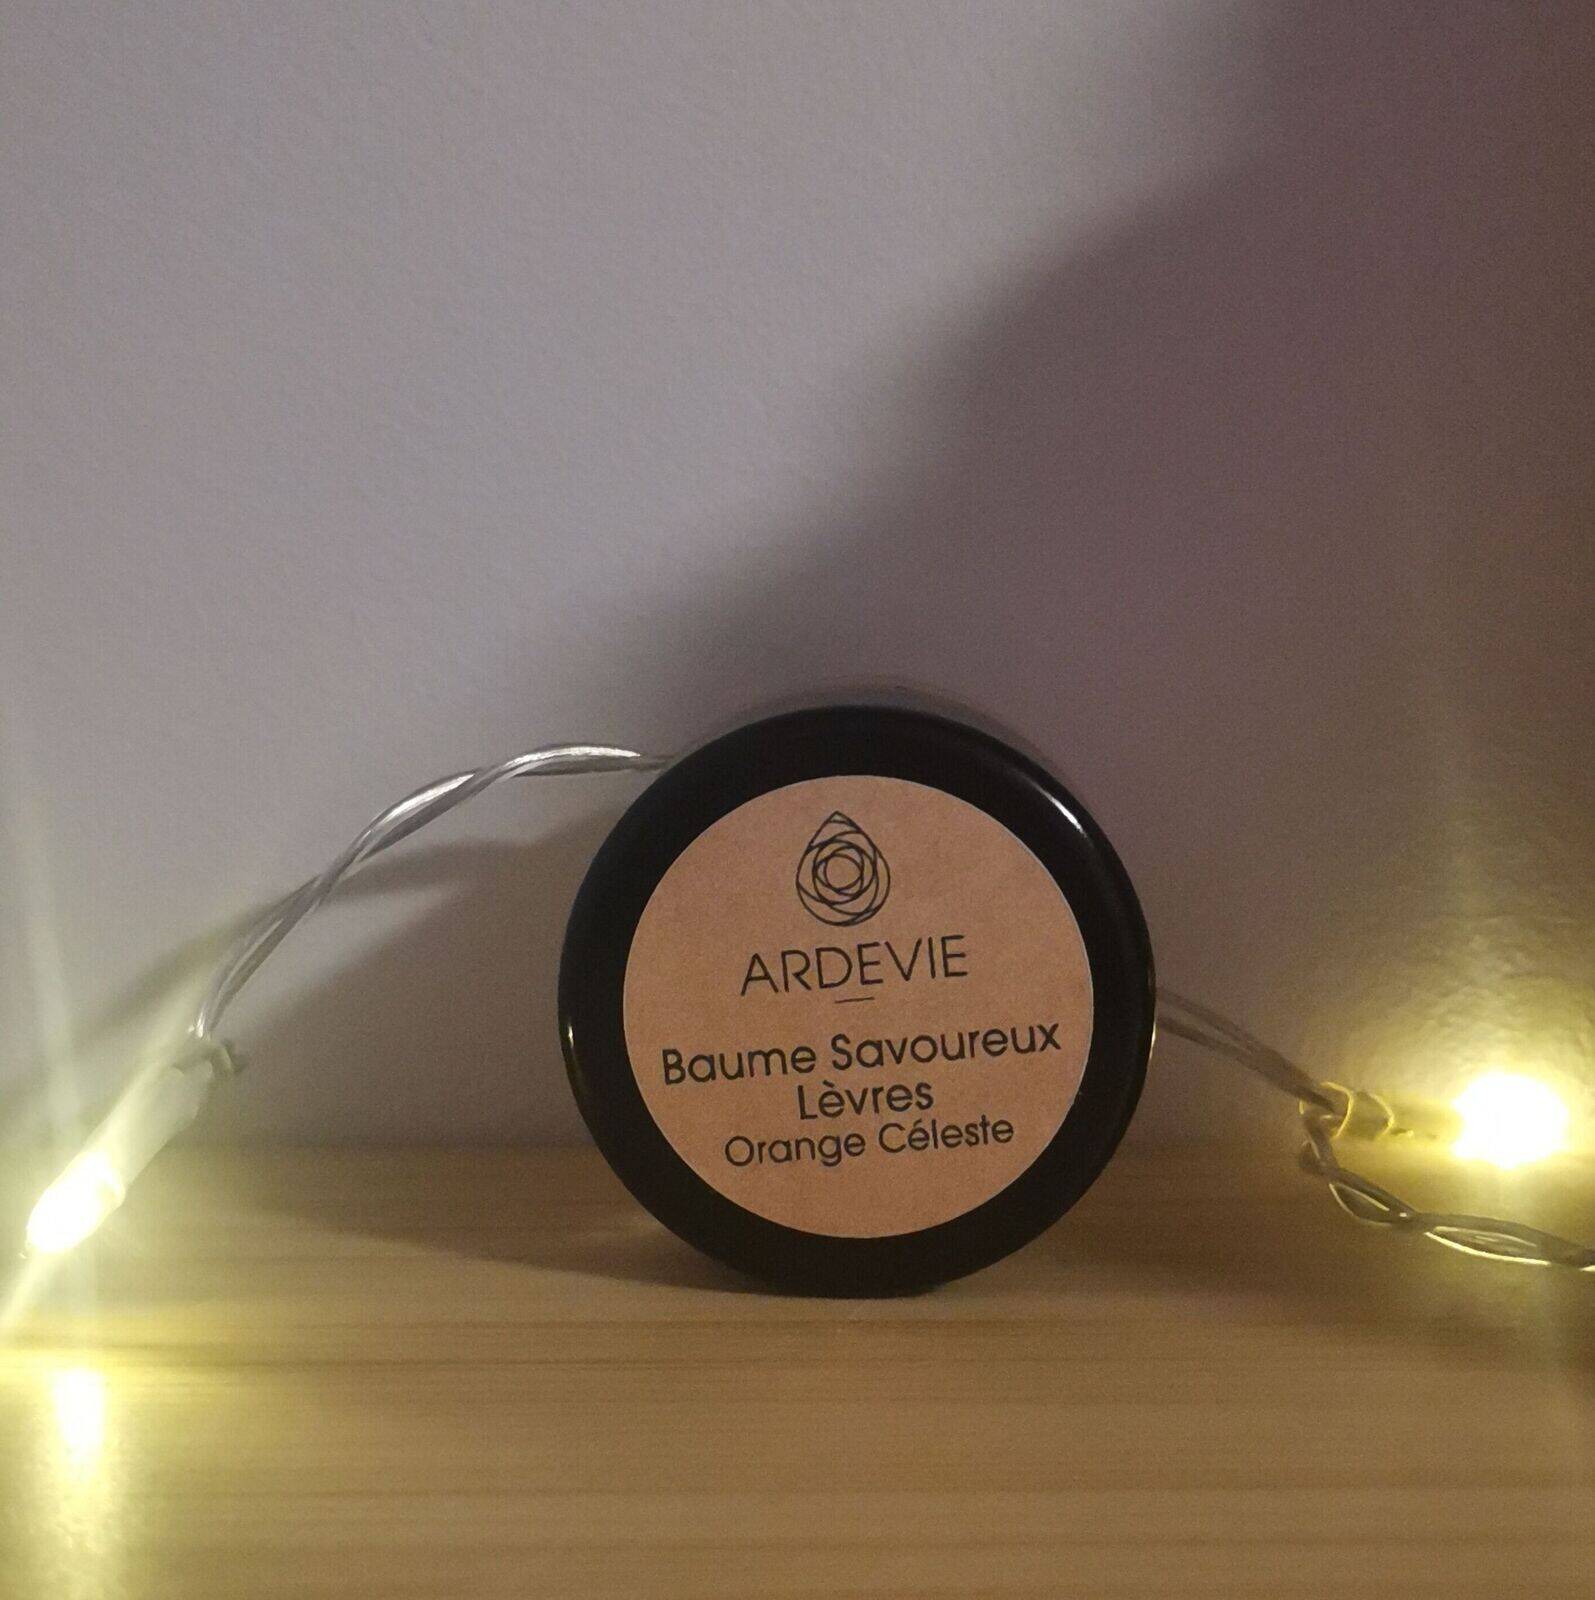 ARDEVIE
Baume Savoureux
Lèvres
Orange Céleste